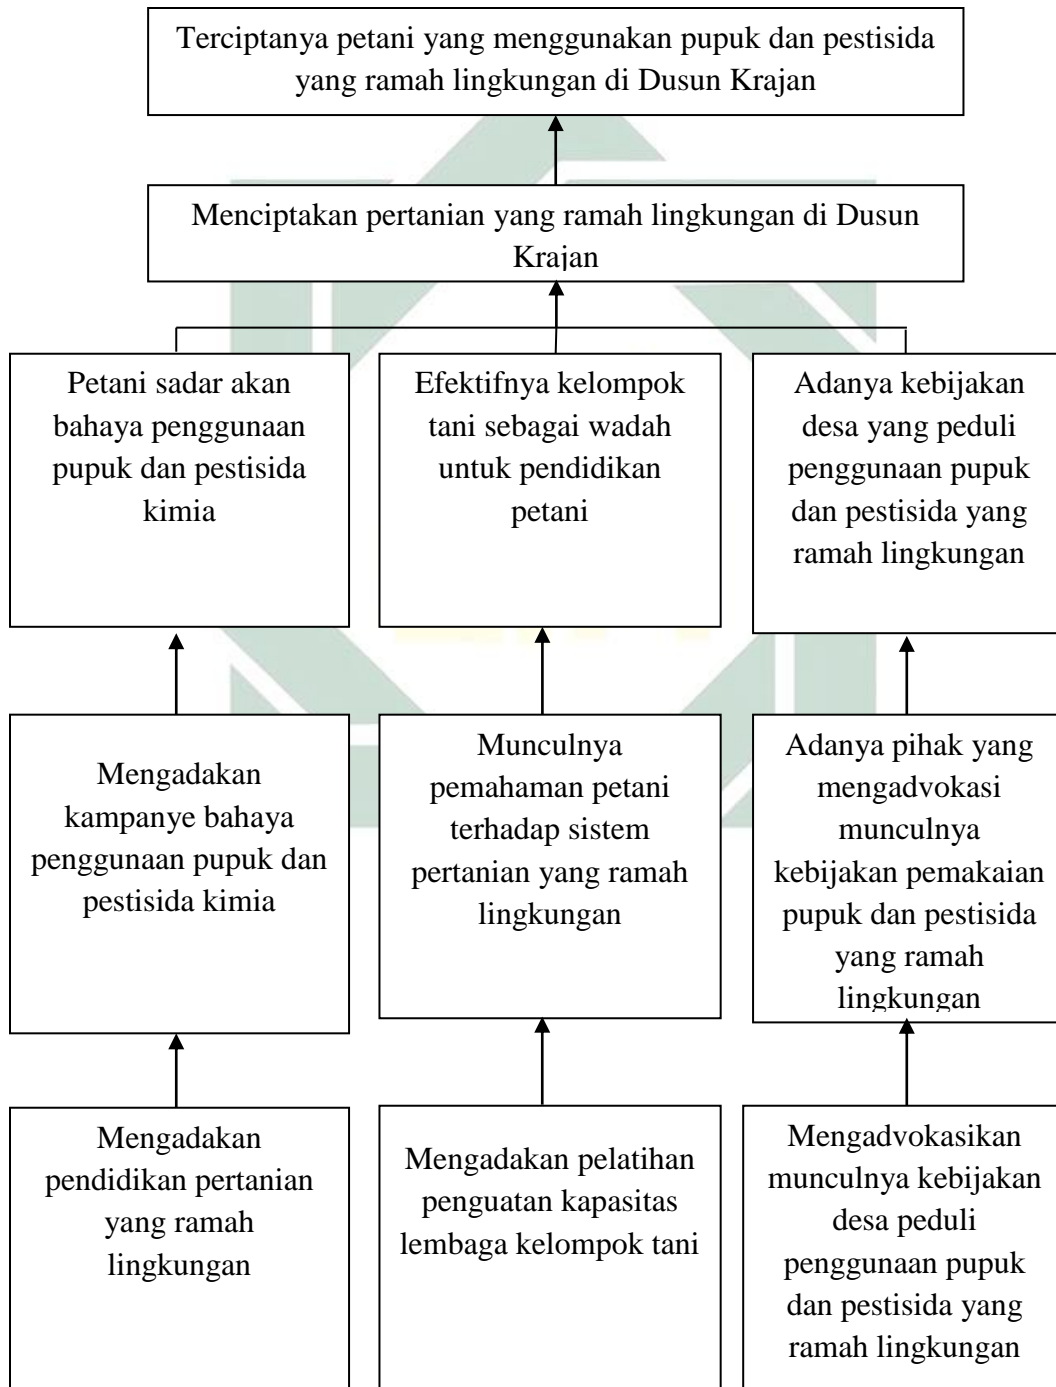 Terciptanya petani yang menggunakan pupuk dan pestisida
yang ramah lingkungan di Dusun Krajan
Menciptakan pertanian yang ramah lingkungan di Dusun
Krajan
Petani sadar akan
bahaya penggunaan
pupuk dan pestisida
kimia
Efektifnya kelompok
tani sebagai wadah
untuk pendidikan
petani
Adanya kebijakan
desa yang peduli
penggunaan pupuk
dan pestisida yang
ramah lingkungan
Mengadakan
kampanye bahaya
penggunaan pupuk dan
pestisida kimia
Munculnya
pemahaman petani
terhadap sistem
pertanian yang ramah
lingkungan
Adanya pihak yang
mengadvokasi
munculnya
kebijakan pemakaian
pupuk dan pestisida
yang ramah
lingkungan
Mengadakan
pendidikan pertanian
yang ramah
lingkungan
Mengadakan pelatihan
penguatan kapasitas
lembaga kelompok tani
Mengadvokasikan
munculnya kebijakan
desa peduli
penggunaan pupuk
dan pestisida yang
ramah lingkungan